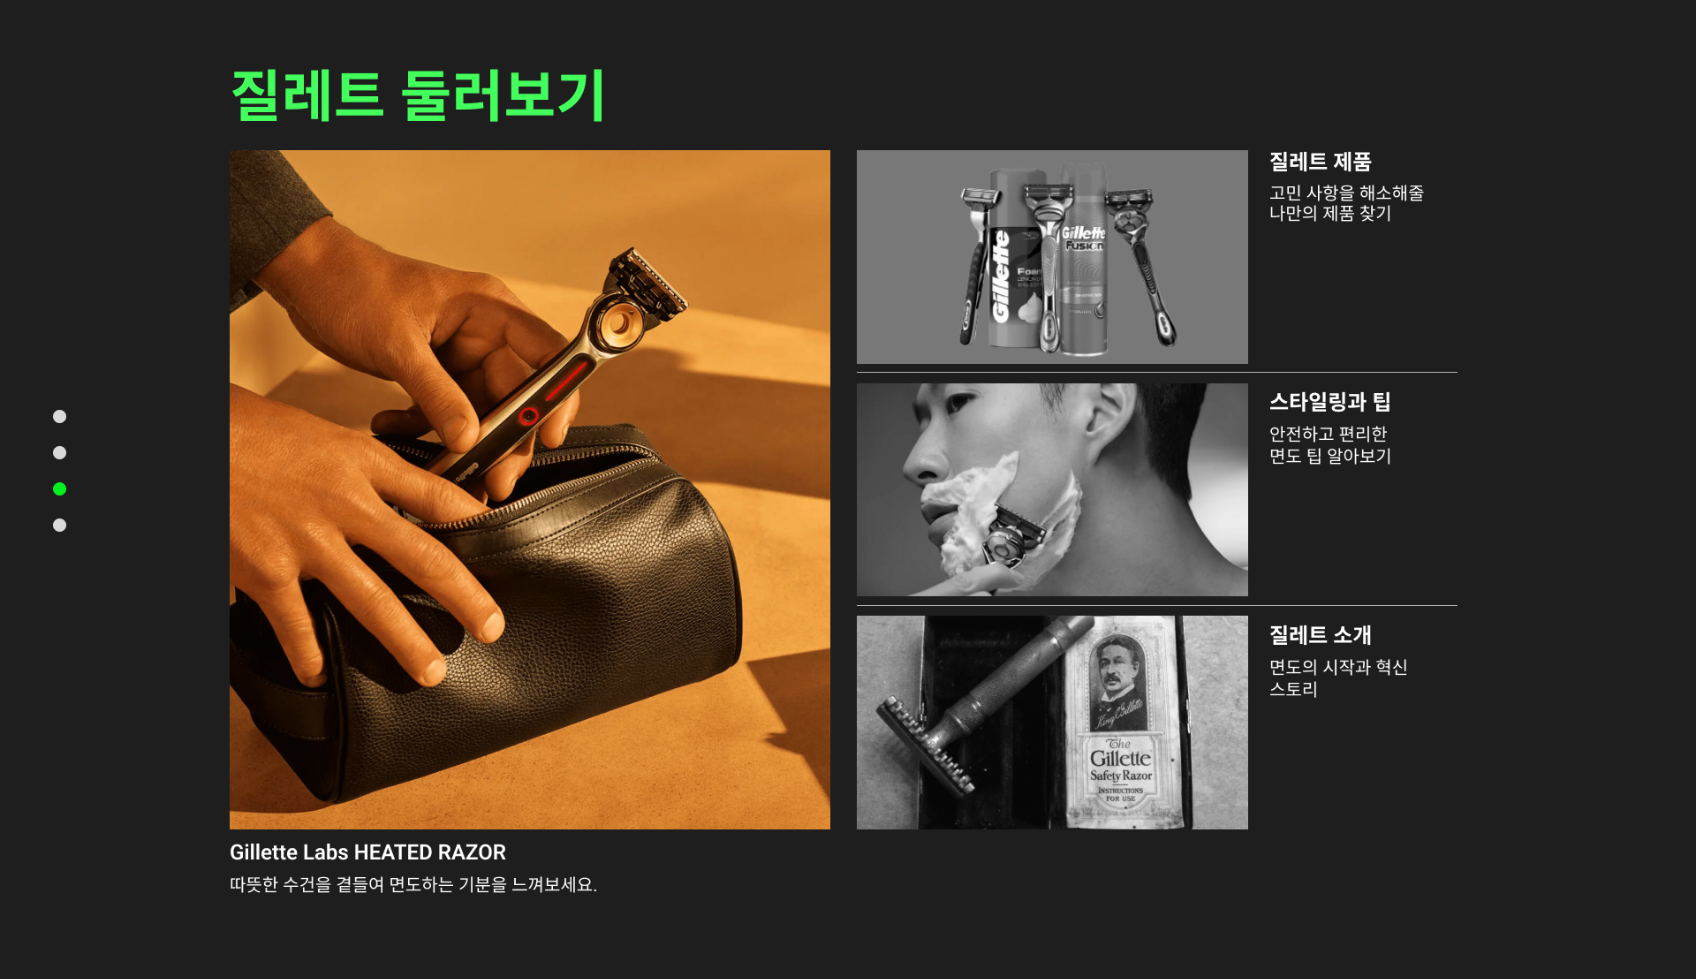 질레트 둘러보기
Gillette Labs HEATED RAZOR
따뜻한 수건을 곁들여 면도하는 기분을 느껴보세요.
Gillette
Gillette
Foam
Gillette
Fusion
질레트 제품
고민 사항을 해소해줄
나만의 제품 찾기
스타일링과 팁
안전하고 편리한
면도 팁 알아보기
King C Gillette
The
Gillette
Safety Razor
INSTRUCTIONS
FOR USE
질레트 소개
면도의 시작과 혁신
스토리